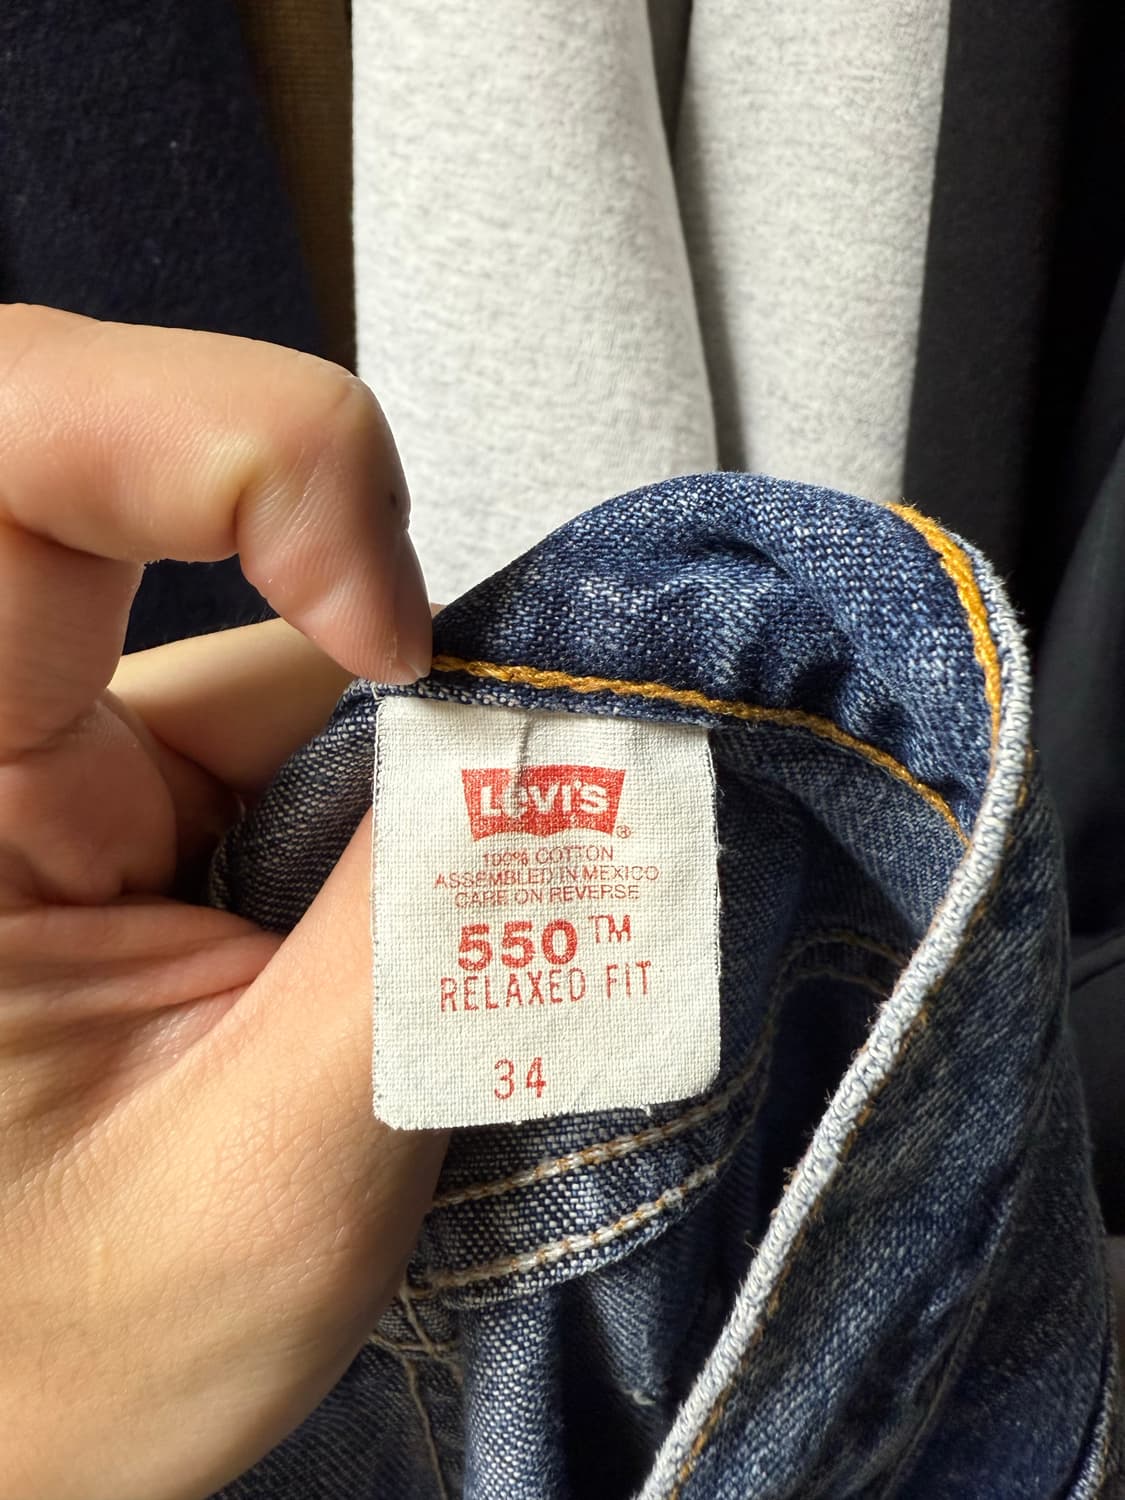 LEVI'S ®
100% COTTON
ASSEMBLED IN MEXICO
CARE ON REVERSE
550™
RELAXED FIT
34